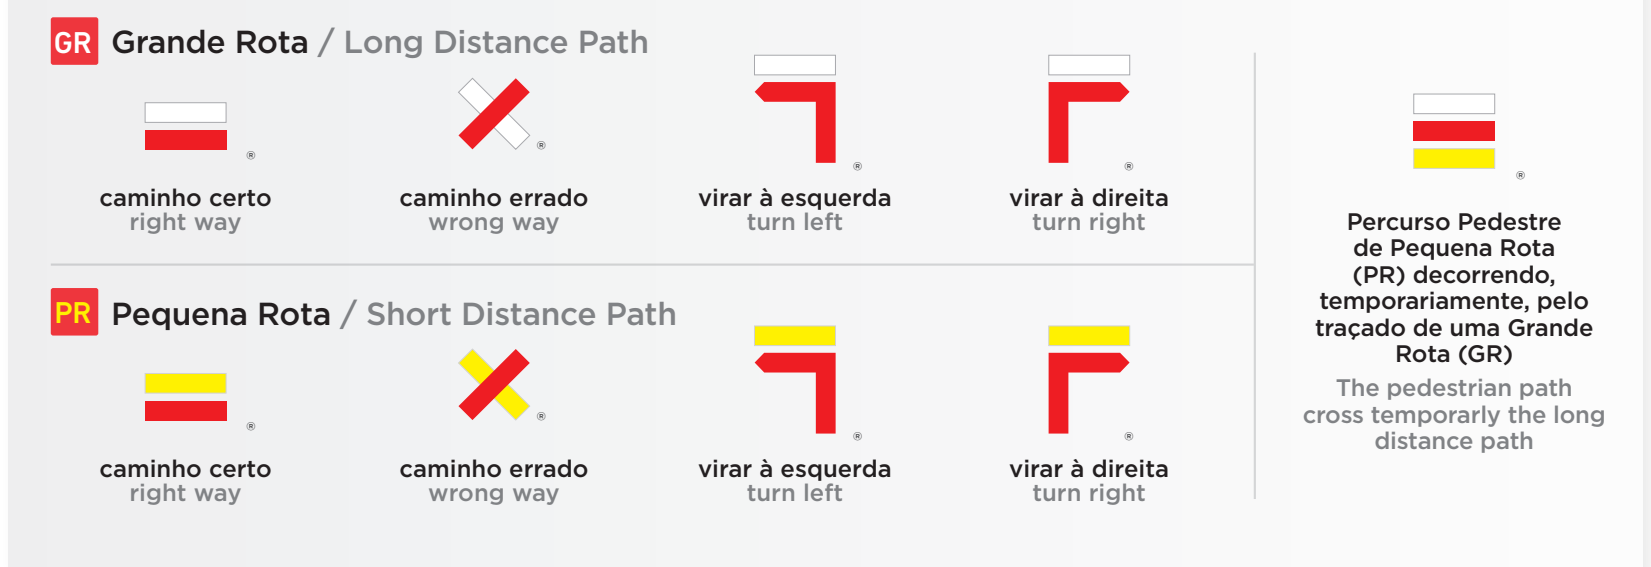 GR Grande Rota / Long Distance Path
®
®
®
®
caminho certo
right way
caminho errado
wrong way
virar à esquerda
turn left
virar à direita
turn right
PR Pequena Rota / Short Distance Path
®
®
®
®
caminho certo
right way
caminho errado
wrong way
virar à esquerda
turn left
virar à direita
turn right
®
Percurso Pedestre
de Pequena Rota
(PR) decorrendo,
temporariamente, pelo
traçado de uma Grande
Rota (GR)
The pedestrian path
cross temporarly the long
distance path